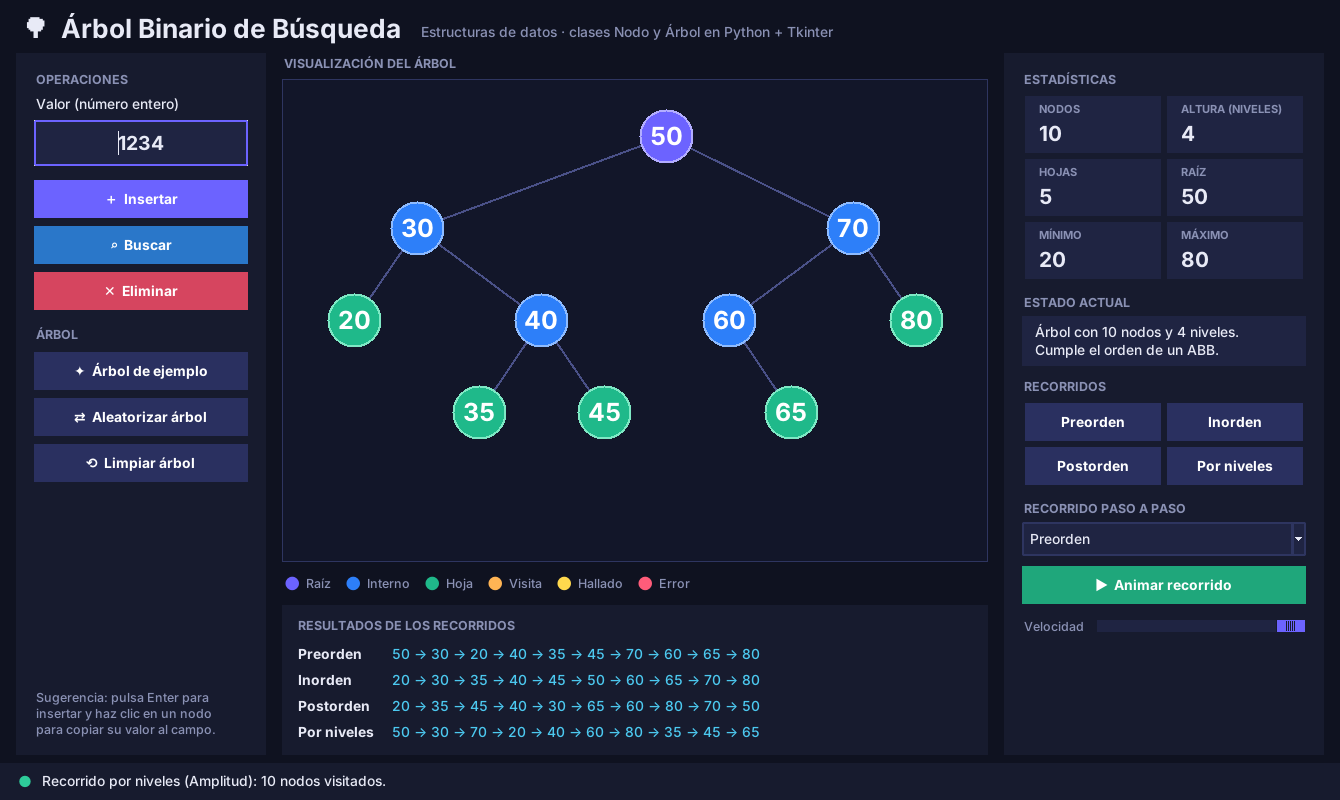 Árbol Binario de Búsqueda
Estructuras de datos · clases Nodo y Árbol en Python + Tkinter
OPERACIONES
Valor (número entero)
1234
+ Insertar
⌕ Buscar
✕ Eliminar
ÁRBOL
✦ Árbol de ejemplo
⇄ Aleatorizar árbol
⟲ Limpiar árbol
Sugerencia: pulsa Enter para
insertar y haz clic en un nodo
para copiar su valor al campo.
VISUALIZACIÓN DEL ÁRBOL
50
30
70
20
40
60
80
35
45
65
Raíz
Interno
Hoja
Visita
Hallado
Error
RESULTADOS DE LOS RECORRIDOS
Preorden 50 → 30 → 20 → 40 → 35 → 45 → 70 → 60 → 65 → 80
Inorden 20 → 30 → 35 → 40 → 45 → 50 → 60 → 65 → 70 → 80
Postorden 20 → 35 → 45 → 40 → 30 → 65 → 60 → 80 → 70 → 50
Por niveles 50 → 30 → 70 → 20 → 40 → 60 → 80 → 35 → 45 → 65
ESTADÍSTICAS
NODOS
10
ALTURA (NIVELES)
4
HOJAS
5
RAÍZ
50
MÍNIMO
20
MÁXIMO
80
ESTADO ACTUAL
Árbol con 10 nodos y 4 niveles.
Cumple el orden de un ABB.
RECORRIDOS
Preorden
Inorden
Postorden
Por niveles
RECORRIDO PASO A PASO
Preorden
▶ Animar recorrido
Velocidad
Recorrido por niveles (Amplitud): 10 nodos visitados.